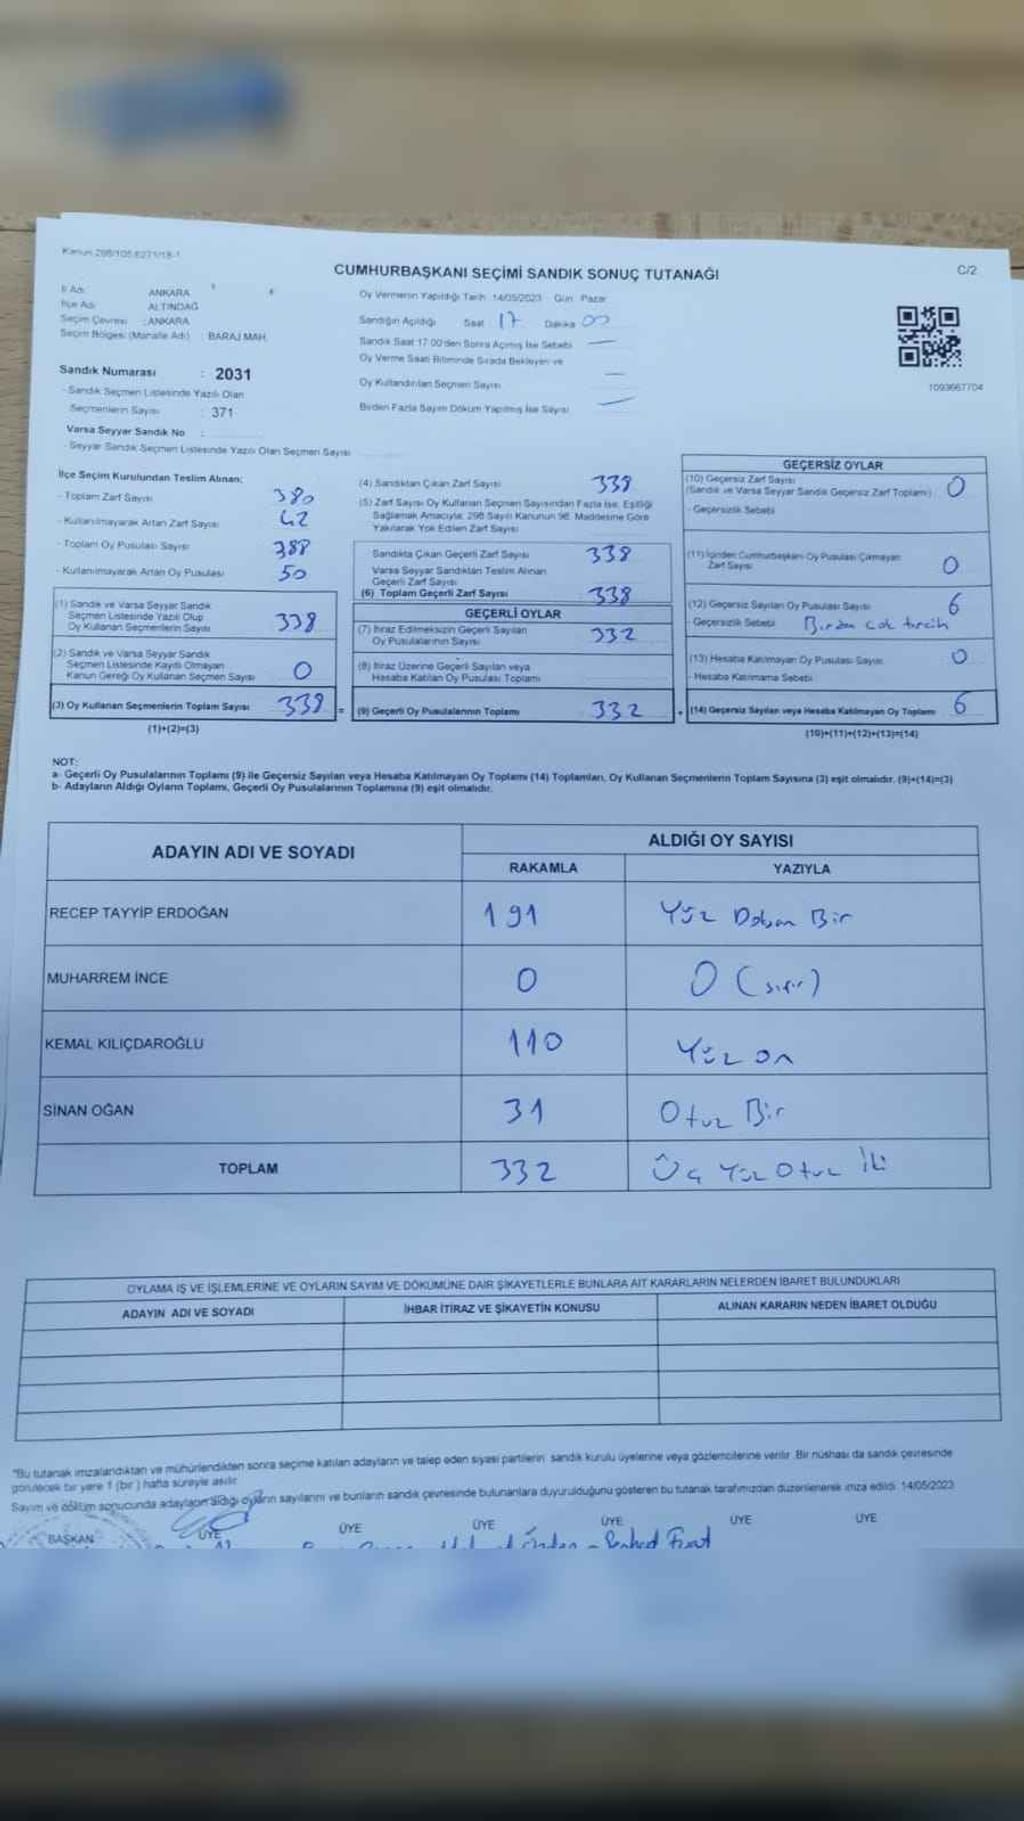 Kanun 298/105,6271/18-1
CUMHURBAŞKANI SEÇİMİ SANDIK SONUÇ TUTANAĞI
C/2
İl Adı : ANKARA
İlçe Adı : ALTINDAĞ
Seçim Çevresi : ANKARA
Seçim Bölgesi (Mahalle Adı) : BARAJ MAH.
Oy Vermenin Yapıldığı Tarih : 14/05/2023 Gün : Pazar
Sandığın Açıldığı Saat 17 Dakika 00
Sandık Saat 17:00'den Sonra Açılmış İse Sebebi —
Oy Verme Saati Bitiminde Sırada Bekleyen ve
Oy Kullandırılan Seçmen Sayısı —
Birden Fazla Sayım Döküm Yapılmış İse Sayısı —
1093667704
Sandık Numarası : 2031
- Sandık Seçmen Listesinde Yazılı Olan
Seçmenlerin Sayısı : 371
Varsa Seyyar Sandık No :
- Seyyar Sandık Seçmen Listesinde Yazılı Olan Seçmen Sayısı
İlçe Seçim Kurulundan Teslim Alınan:
- Toplam Zarf Sayısı 380
- Kullanılmayarak Artan Zarf Sayısı 42
- Toplam Oy Pusulası Sayısı 388
- Kullanılmayarak Artan Oy Pusulası 50
(1) Sandık ve Varsa Seyyar Sandık
Seçmen Listesinde Yazılı Olup
Oy Kullanan Seçmenlerin Sayısı 338
(2) Sandık ve Varsa Seyyar Sandık
Seçmen Listesinde Kayıtlı Olmayan
Kanun Gereği Oy Kullanan Seçmen Sayısı 0
(3) Oy Kullanan Seçmenlerin Toplam Sayısı 338
(1)+(2)=(3)
(4) Sandıktan Çıkan Zarf Sayısı 338
(5) Zarf Sayısı Oy Kullanan Seçmen Sayısından Fazla İse, Eşitliği
Sağlamak Amacıyla; 298 Sayılı Kanunun 98. Maddesine Göre
Yakılarak Yok Edilen Zarf Sayısı
Sandıkta Çıkan Geçerli Zarf Sayısı 338
Varsa Seyyar Sandıktan Teslim Alınan
Geçerli Zarf Sayısı
(6) Toplam Geçerli Zarf Sayısı 338
GEÇERLİ OYLAR
(7) İtiraz Edilmeksizin Geçerli Sayılan
Oy Pusulalarının Sayısı 332
(8) İtiraz Üzerine Geçerli Sayılan veya
Hesaba Katılan Oy Pusulası Toplamı
= (9) Geçerli Oy Pusulalarının Toplamı 332
GEÇERSİZ OYLAR
(10) Geçersiz Zarf Sayısı 0
(Sandık ve Varsa Seyyar Sandık Geçersiz Zarf Toplamı)
- Geçersizlik Sebebi
(11) İçinden Cumhurbaşkanı Oy Pusulası Çıkmayan
Zarf Sayısı 0
(12) Geçersiz Sayılan Oy Pusulası Sayısı 6
- Geçersizlik Sebebi Birden çok tercih
(13) Hesaba Katılmayan Oy Pusulası Sayısı 0
- Hesaba Katılmama Sebebi
+ (14) Geçersiz Sayılan veya Hesaba Katılmayan Oy Toplamı 6
(10)+(11)+(12)+(13)=(14)
NOT:
a- Geçerli Oy Pusulalarının Toplamı (9) ile Geçersiz Sayılan veya Hesaba Katılmayan Oy Toplamı (14) Toplamları, Oy Kullanan Seçmenlerin Toplam Sayısına (3) eşit olmalıdır. (9)+(14)=(3)
b- Adayların Aldığı Oyların Toplamı, Geçerli Oy Pusulalarının Toplamına (9) eşit olmalıdır.
ADAYIN ADI VE SOYADI
ALDIĞI OY SAYISI
RAKAMLA YAZIYLA
RECEP TAYYİP ERDOĞAN 191 Yüz Doksan Bir
MUHARREM İNCE 0 0 (sıfır)
KEMAL KILIÇDAROĞLU 110 Yüz on
SİNAN OĞAN 31 Otuz Bir
TOPLAM 332 Üç Yüz Otuz İki
OYLAMA İŞ VE İŞLEMLERİNE VE OYLARIN SAYIM VE DÖKÜMÜNE DAİR ŞİKAYETLERLE BUNLARA AİT KARARLARIN NELERDEN İBARET BULUNDUKLARI
ADAYIN ADI VE SOYADI İHBAR İTİRAZ VE ŞİKAYETİN KONUSU ALINAN KARARIN NEDEN İBARET OLDUĞU
"Bu tutanak imzalandıktan ve mühürlendikten sonra seçime katılan adayların ve talep eden siyasi partilerin sandık kurulu üyelerine veya gözlemcilerine verilir. Bir nüshası da sandık çevresinde
görülecek bir yere 1 (bir) hafta süreyle asılır.
Sayım ve döküm sonucunda adayların aldığı oyların sayılarını ve bunların sandık çevresinde bulunanlara duyurulduğunu gösteren bu tutanak tarafımızdan düzenlenerek imza edildi. 14/05/2023
BAŞKAN ÜYE ÜYE ÜYE ÜYE ÜYE ÜYE
Fırat